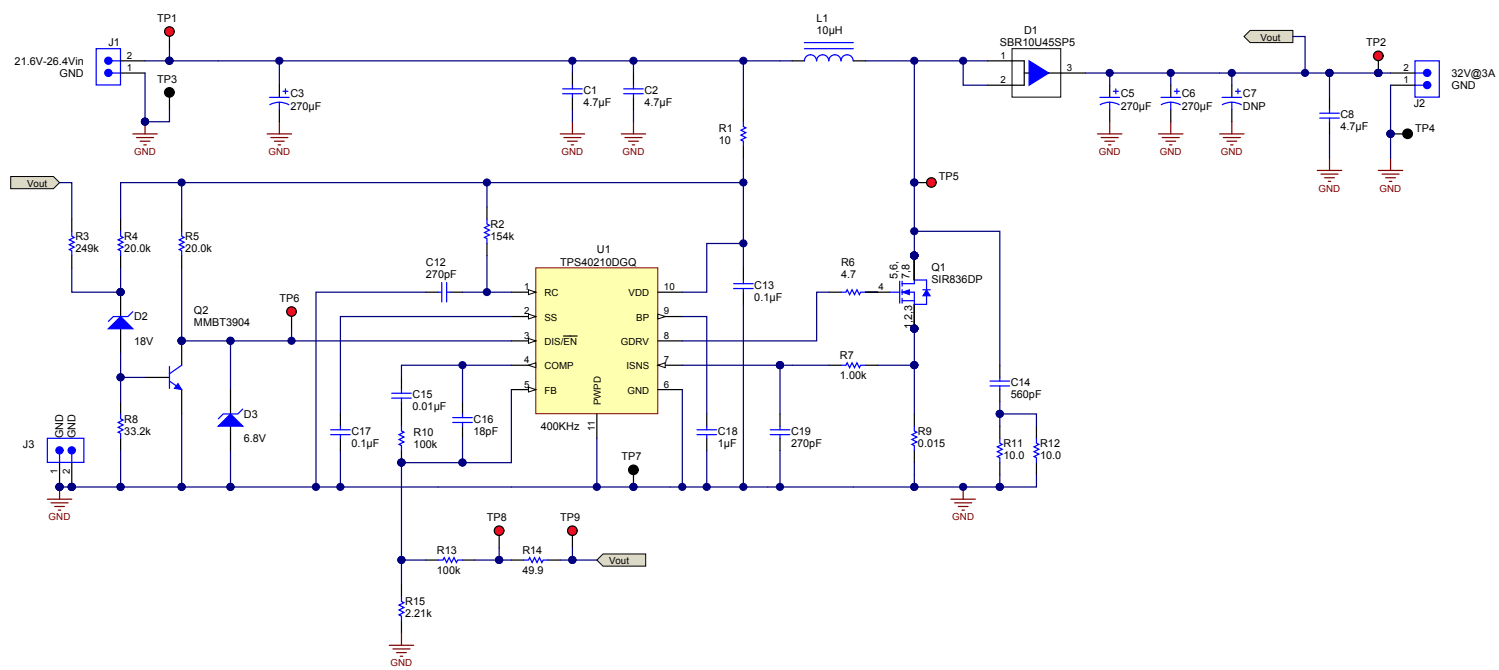 TP1
J1
21.6V-26.4Vin
GND
2
1
TP3
GND
C3
270µF
GND
C1
4.7µF
GND
C2
4.7µF
GND
L1
10µH
R1
10
D1
SBR10U45SP5
1
2
3
Vout
TP2
C5
270µF
GND
C6
270µF
GND
C7
DNP
GND
C8
4.7µF
GND
2
1
32V@3A
GND
J2
TP4
GND
TP5
Vout
R3
249k
R4
20.0k
R5
20.0k
R2
154k
C12
270pF
U1
TPS40210DGQ
1
RC
2
SS
3
DIS/EN
4
COMP
5
FB
VDD
10
BP
9
GDRV
8
ISNS
7
GND
6
PWPD
11
400KHz
C13
0.1µF
R6
4.7
4
5,6,
7,8
1,2,3
Q1
SIR836DP
D2
18V
Q2
MMBT3904
TP6
R7
1.00k
C14
560pF
C15
0.01µF
C16
18pF
R10
100k
C17
0.1µF
C18
1µF
C19
270pF
R9
0.015
R11
10.0
R12
10.0
R8
33.2k
D3
6.8V
J3
GND
GND
1
2
GND
TP7
GND
TP8
TP9
R13
100k
R14
49.9
Vout
R15
2.21k
GND